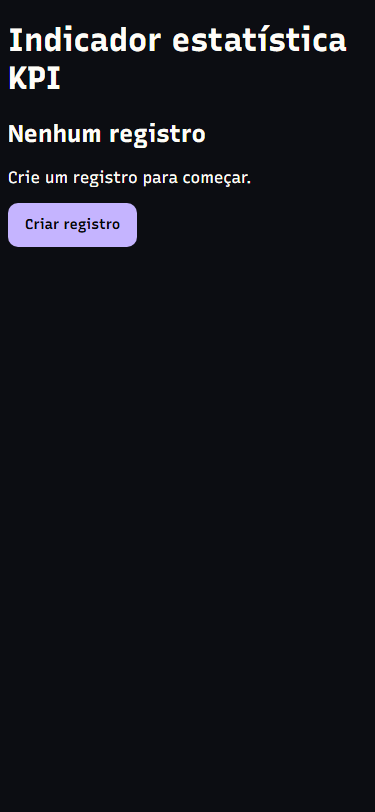 Indicador estatística
KPI
Nenhum registro
Crie um registro para começar.
Criar registro